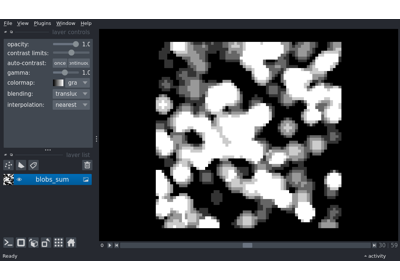 File View Plugins Window Help
layer controls
opacity: 1.0
contrast limits:
auto-contrast: once
gamma: 1.0
colormap: gra
blending: translu
interpolation: nearest
layer list
blobs_sum
0
30 59
Ready
activity